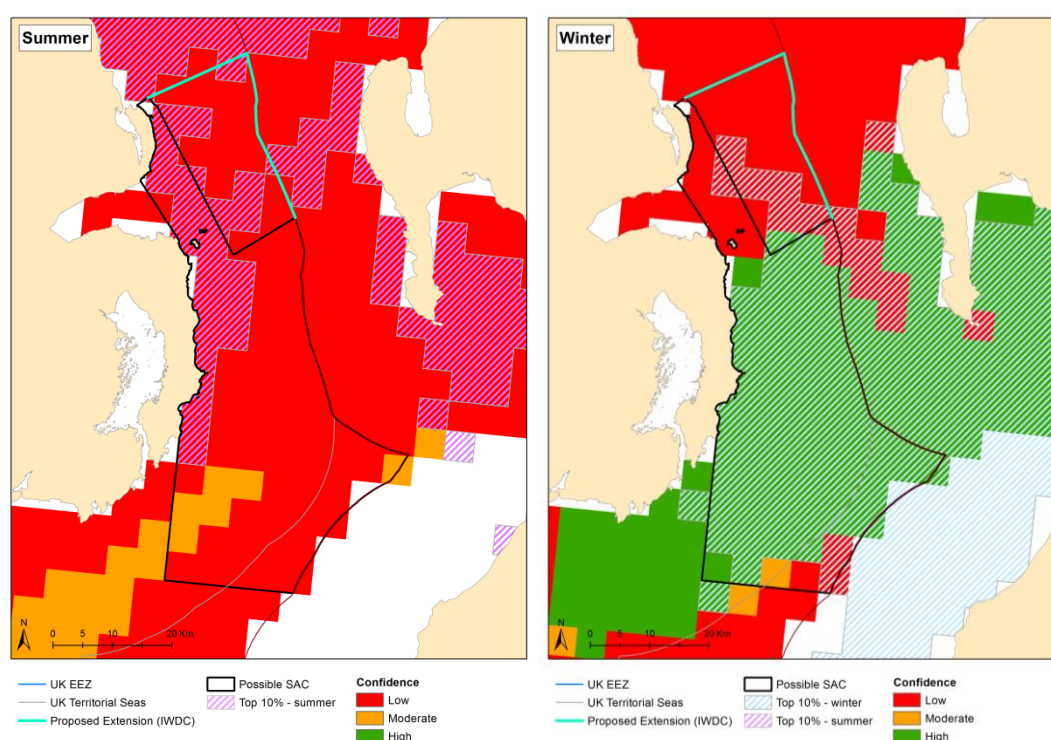 Summer
N
0 5 10 20 Km
UK EEZ
UK Territorial Seas
Proposed Extension (IWDC)
Possible SAC
Top 10% - summer
Confidence
Low
Moderate
High
Winter
N
0 5 10 20 Km
UK EEZ
UK Territorial Seas
Proposed Extension (IWDC)
Possible SAC
Top 10% - winter
Top 10% - summer
Confidence
Low
Moderate
High